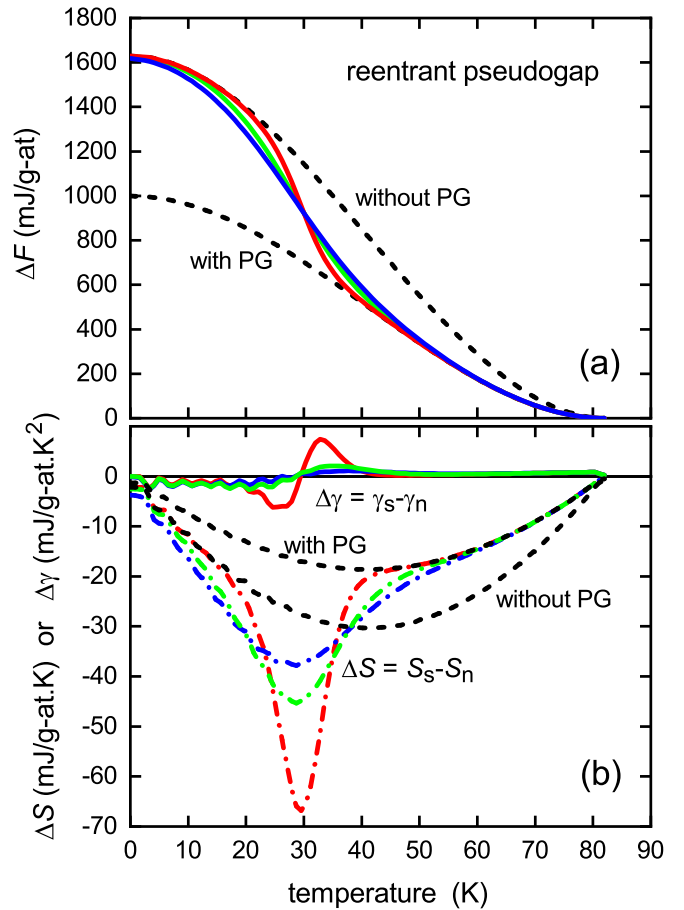 1800
1600
1400
1200
1000
800
600
400
200
0
ΔF (mJ/g-at)
reentrant pseudogap
without PG
with PG
(a)
0
-10
-20
-30
-40
-50
-60
-70
ΔS (mJ/g-at.K) or Δγ (mJ/g-at.K²)
Δγ = γs-γn
with PG
without PG
ΔS = Ss-Sn
(b)
0 10 20 30 40 50 60 70 80 90
temperature (K)